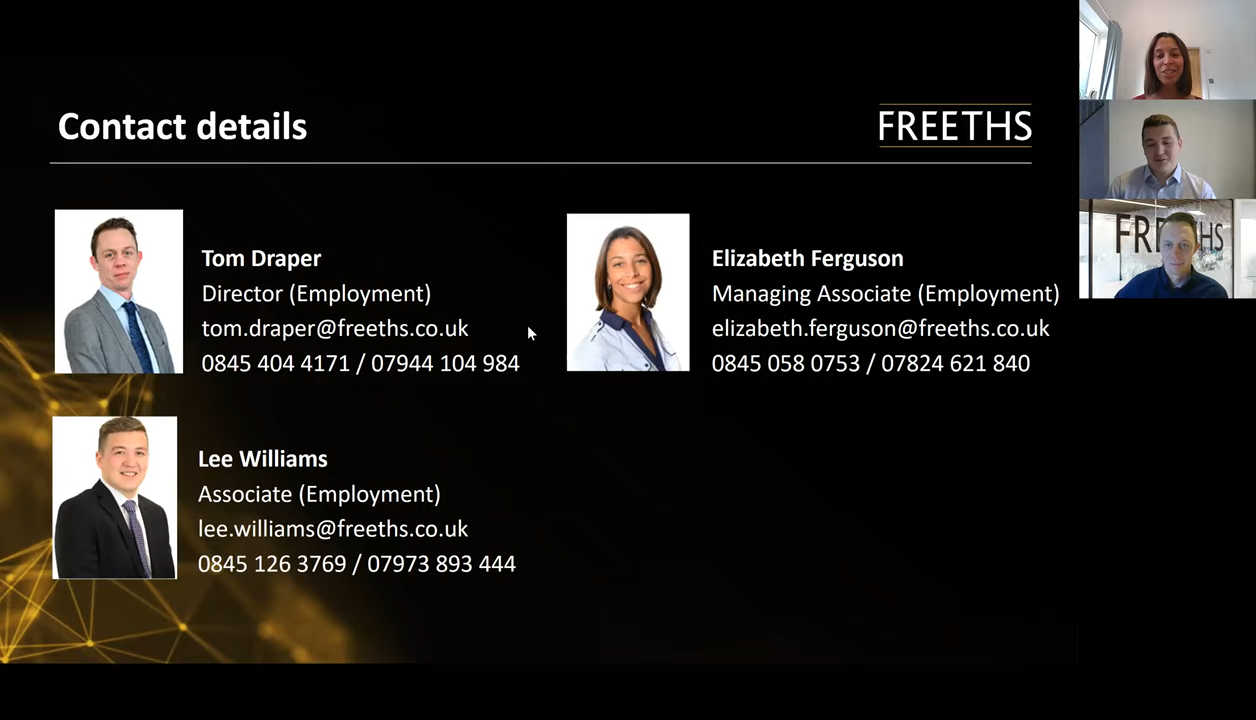 Contact details
FREETHS
Tom Draper
Director (Employment)
tom.draper@freeths.co.uk
0845 404 4171 / 07944 104 984
Elizabeth Ferguson
Managing Associate (Employment)
elizabeth.ferguson@freeths.co.uk
0845 058 0753 / 07824 621 840
Lee Williams
Associate (Employment)
lee.williams@freeths.co.uk
0845 126 3769 / 07973 893 444